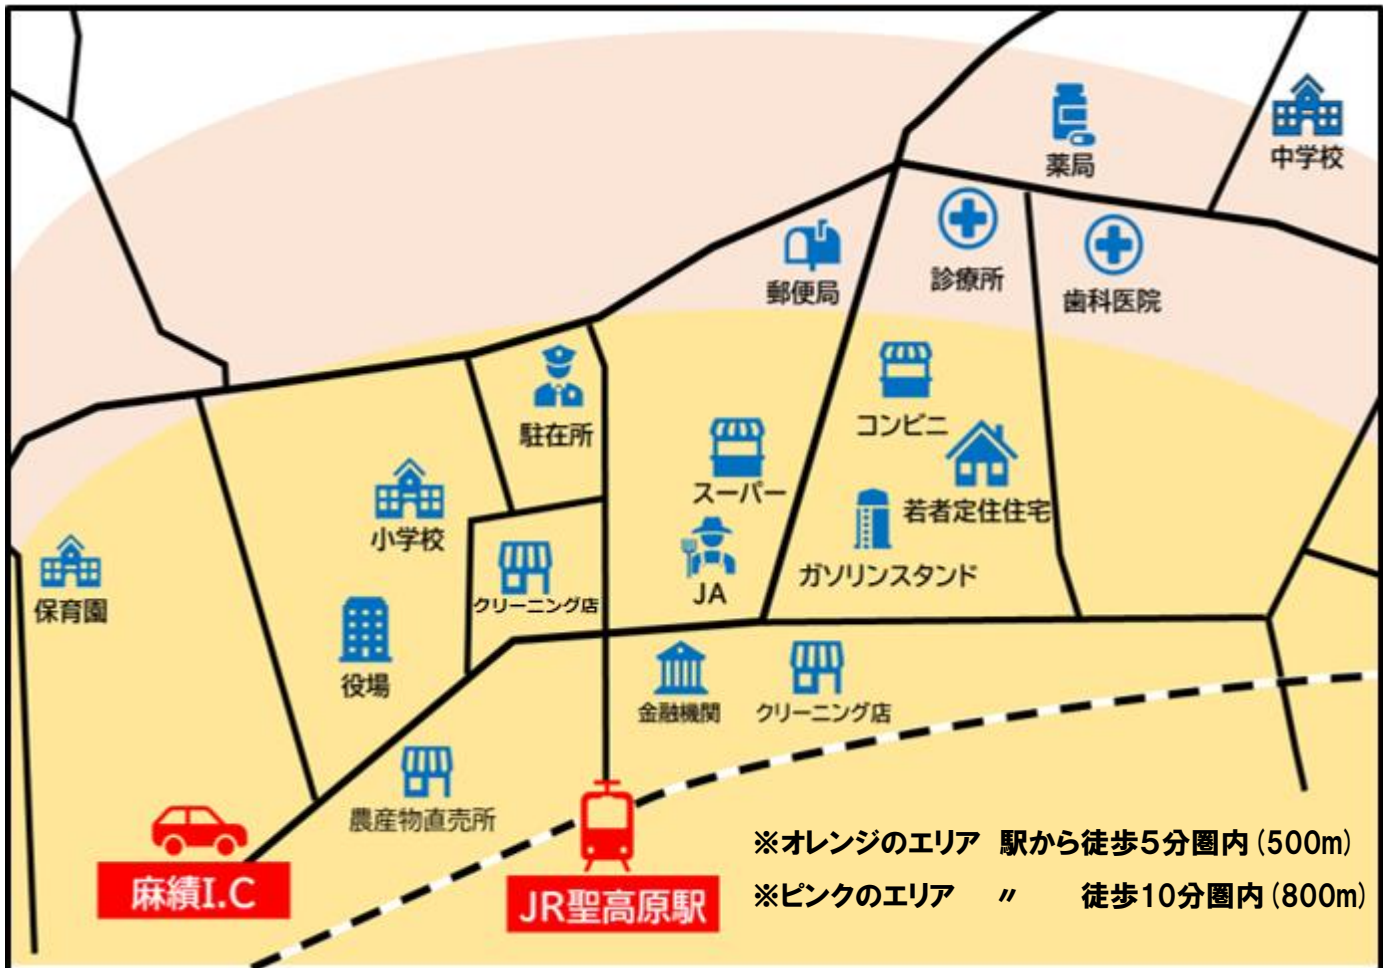 薬局
中学校
郵便局
診療所
歯科医院
駐在所
コンビニ
スーパー
若者定住住宅
小学校
ガソリンスタンド
JA
保育園
クリーニング店
役場
金融機関
クリーニング店
農産物直売所
麻績I.C
JR聖高原駅
※オレンジのエリア 駅から徒歩5分圏内(500m)
※ピンクのエリア 〃 徒歩10分圏内(800m)